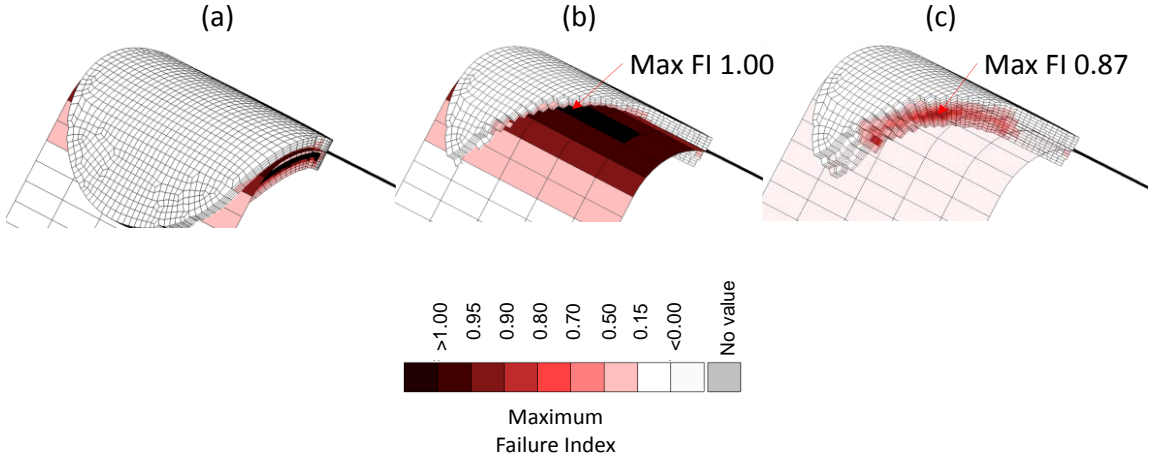 (a)
(b)
(c)
Max FI 1.00
Max FI 0.87
>1.00
0.95
0.90
0.80
0.70
0.50
0.15
<0.00
No value
Maximum
Failure Index